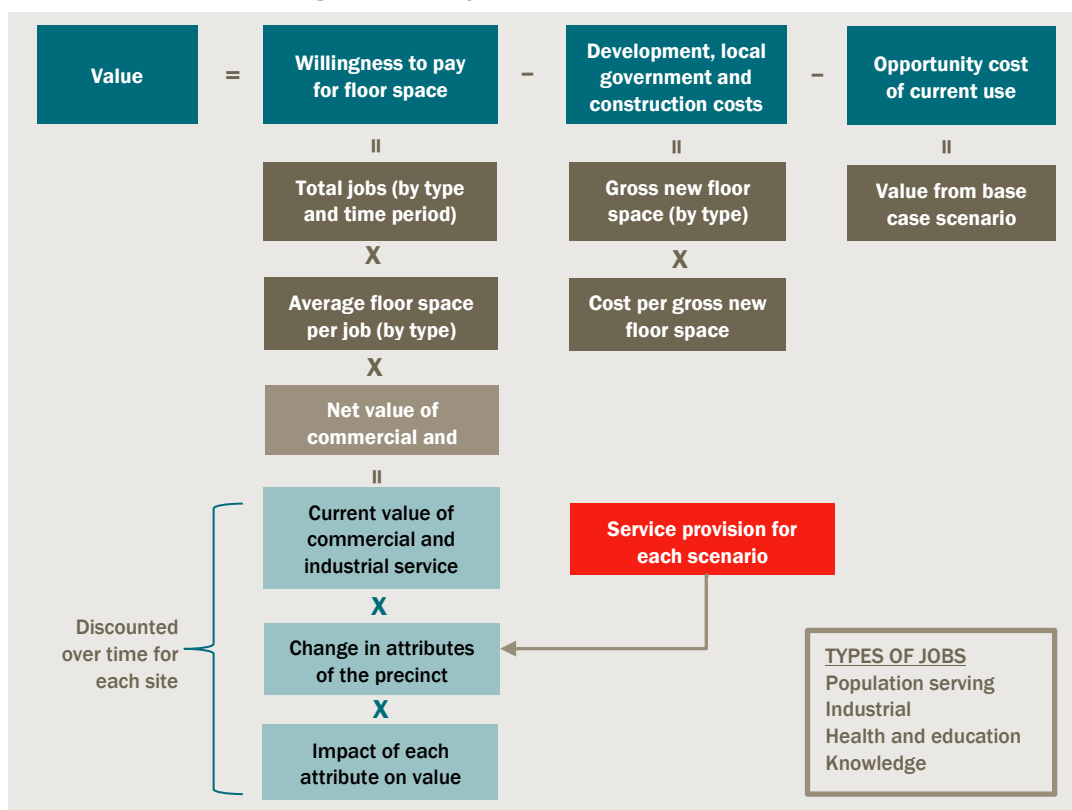 Value
=
Willingness to pay
for floor space
–
Development, local
government and
construction costs
–
Opportunity cost
of current use
=
=
=
Total jobs (by type
and time period)
Gross new floor
space (by type)
Value from base
case scenario
X
X
Average floor space
per job (by type)
Cost per gross new
floor space
X
Net value of
commercial and
=
Current value of
commercial and
industrial service
Service provision for
each scenario
X
Discounted
over time for
each site
Change in attributes
of the precinct
X
Impact of each
attribute on value
TYPES OF JOBS
Population serving
Industrial
Health and education
Knowledge